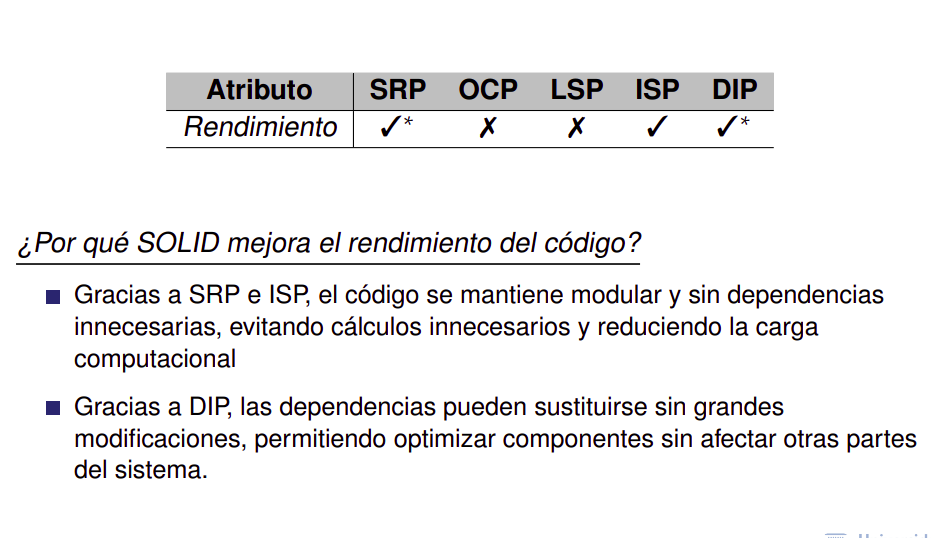 Atributo SRP OCP LSP ISP DIP
Rendimiento ✓* ✗ ✗ ✓ ✓*
¿Por qué SOLID mejora el rendimiento del código?
Gracias a SRP e ISP, el código se mantiene modular y sin dependencias
innecesarias, evitando cálculos innecesarios y reduciendo la carga
computacional
Gracias a DIP, las dependencias pueden sustituirse sin grandes
modificaciones, permitiendo optimizar componentes sin afectar otras partes
del sistema.